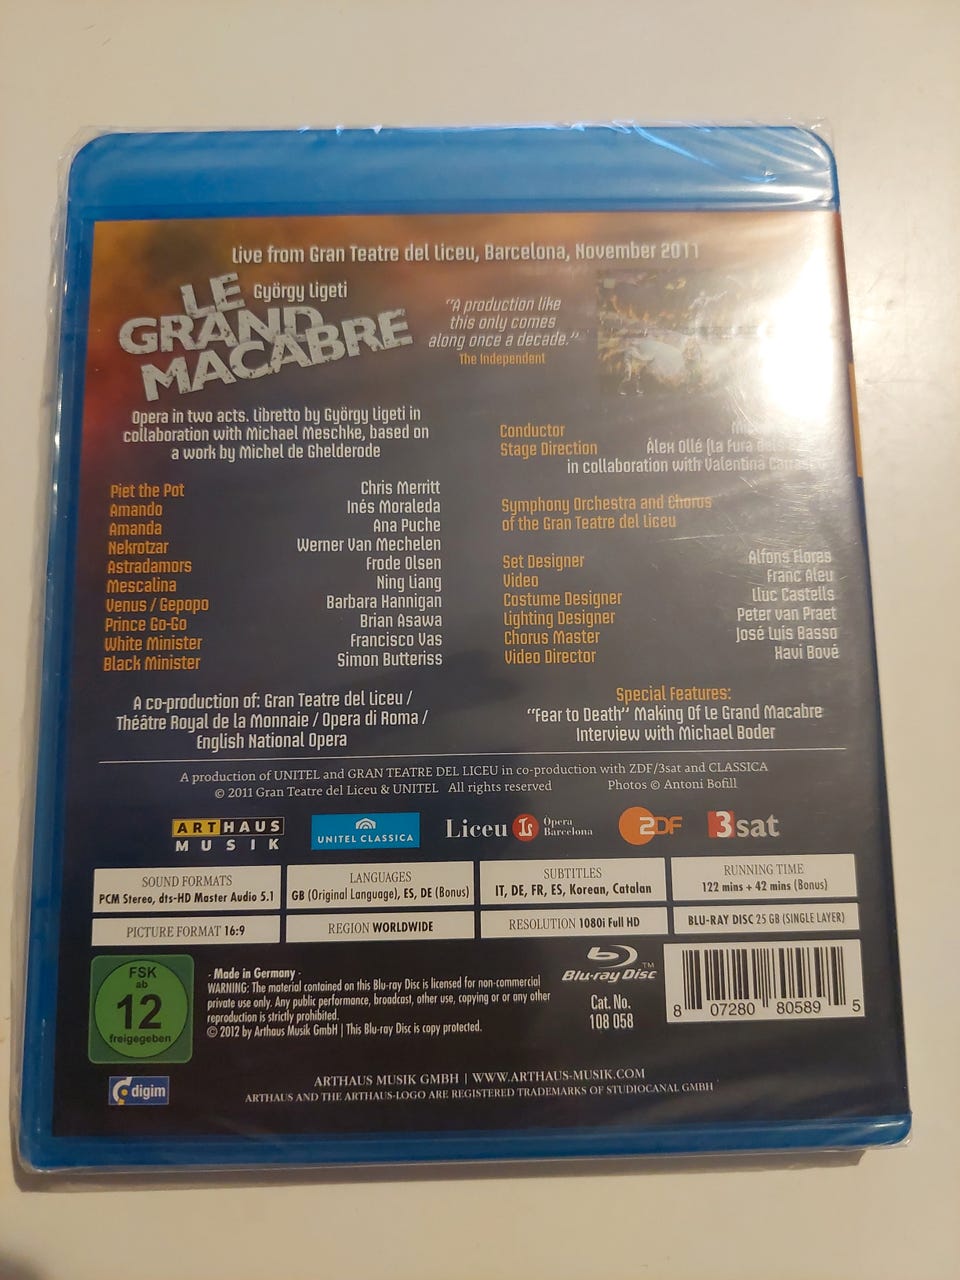 Live from Gran Teatre del Liceu, Barcelona, November 2011
György Ligeti
LE
GRAND
MACABRE
"A production like
this only comes
along once a decade."
The Independent
Opera in two acts. Libretto by György Ligeti in
collaboration with Michael Meschke, based on
a work by Michel de Ghelderode
Piet the Pot Chris Merritt
Amando Inés Moraleda
Amanda Ana Puche
Nekrotzar Werner Van Mechelen
Astradamors Frode Olsen
Mescalina Ning Liang
Venus / Gepopo Barbara Hannigan
Prince Go-Go Brian Asawa
White Minister Francisco Vas
Black Minister Simon Butteriss
Conductor
Stage Direction Àlex Ollé (La Fura dels
in collaboration with Valentina
Symphony Orchestra and Chorus
of the Gran Teatre del Liceu
Set Designer Alfons Flores
Video Franc Aleu
Costume Designer Lluc Castells
Lighting Designer Peter van Praet
Chorus Master José Luis Basso
Video Director Xavi Bové
A co-production of: Gran Teatre del Liceu /
Théâtre Royal de la Monnaie / Opera di Roma /
English National Opera
Special Features:
"Fear to Death" Making Of Le Grand Macabre
Interview with Michael Boder
A production of UNITEL and GRAN TEATRE DEL LICEU in co-production with ZDF/3sat and CLASSICA
© 2011 Gran Teatre del Liceu & UNITEL All rights reserved Photos © Antoni Bofill
ARTHAUS
MUSIK
UNITEL CLASSICA
Liceu
Opera
Barcelona
ZDF
3sat
SOUND FORMATS
PCM Stereo, dts-HD Master Audio 5.1
LANGUAGES
GB (Original Language), ES, DE (Bonus)
SUBTITLES
IT, DE, FR, ES, Korean, Catalan
RUNNING TIME
122 mins + 42 mins (Bonus)
PICTURE FORMAT 16:9
REGION WORLDWIDE
RESOLUTION 1080i Full HD
BLU-RAY DISC 25 GB (SINGLE LAYER)
FSK
ab
12
freigegeben
· Made in Germany ·
WARNING: The material contained on this Blu-ray Disc is licensed for non-commercial
private use only. Any public performance, broadcast, other use, copying or or any other
reproduction is strictly prohibited.
© 2012 by Arthaus Musik GmbH | This Blu-ray Disc is copy protected.
Blu-ray Disc™
Cat. No.
108 058
8 07280 80589 5
digim
ARTHAUS MUSIK GMBH | WWW.ARTHAUS-MUSIK.COM
ARTHAUS AND THE ARTHAUS-LOGO ARE REGISTERED TRADEMARKS OF STUDIOCANAL GMBH